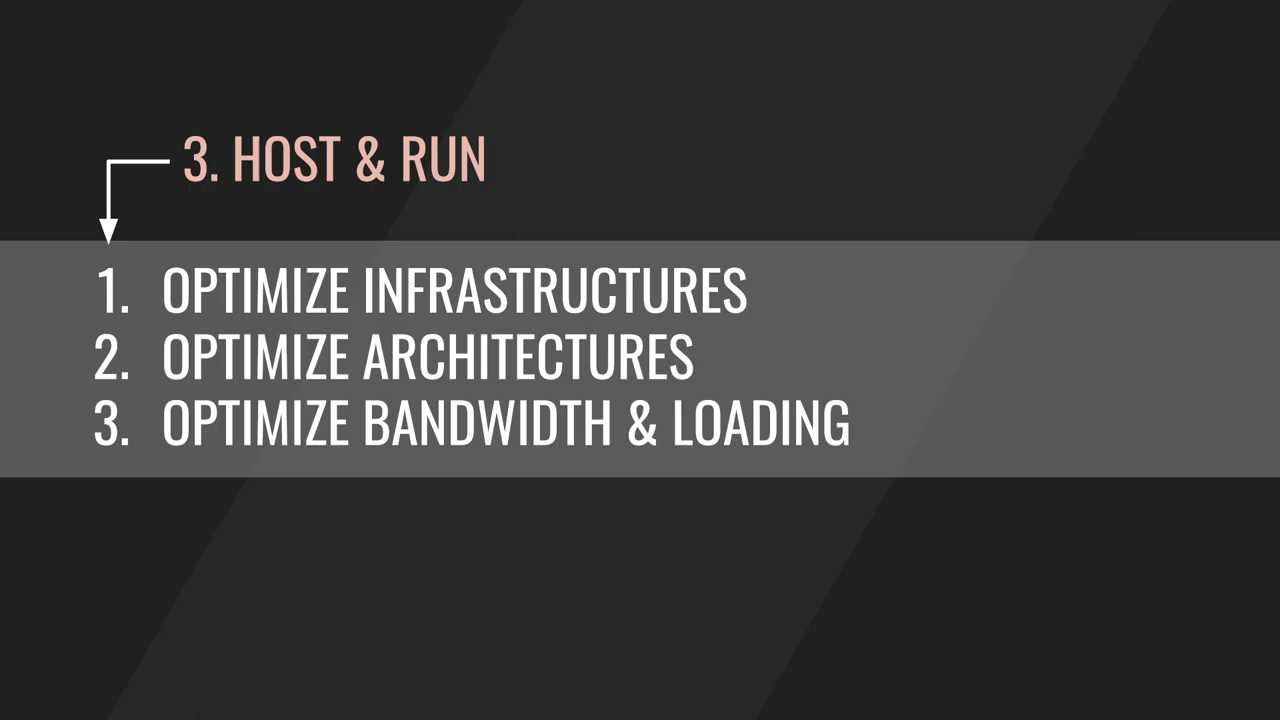 3. HOST & RUN
1. OPTIMIZE INFRASTRUCTURES
2. OPTIMIZE ARCHITECTURES
3. OPTIMIZE BANDWIDTH & LOADING